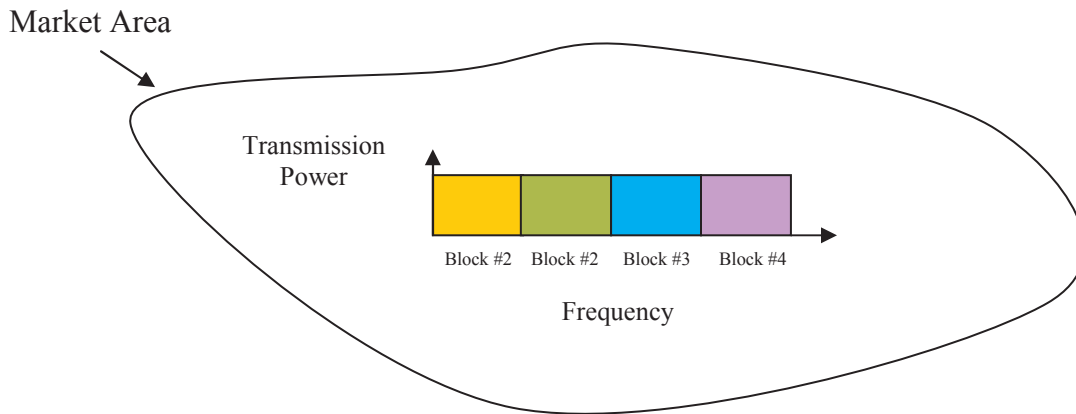 Market Area
Transmission
Power
Block #2 Block #2 Block #3 Block #4
Frequency